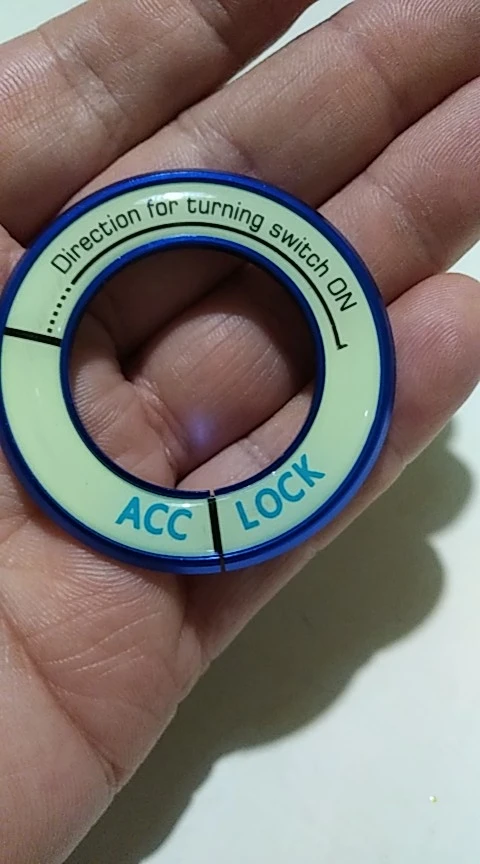 Direction for turning switch ON
ACC
LOCK